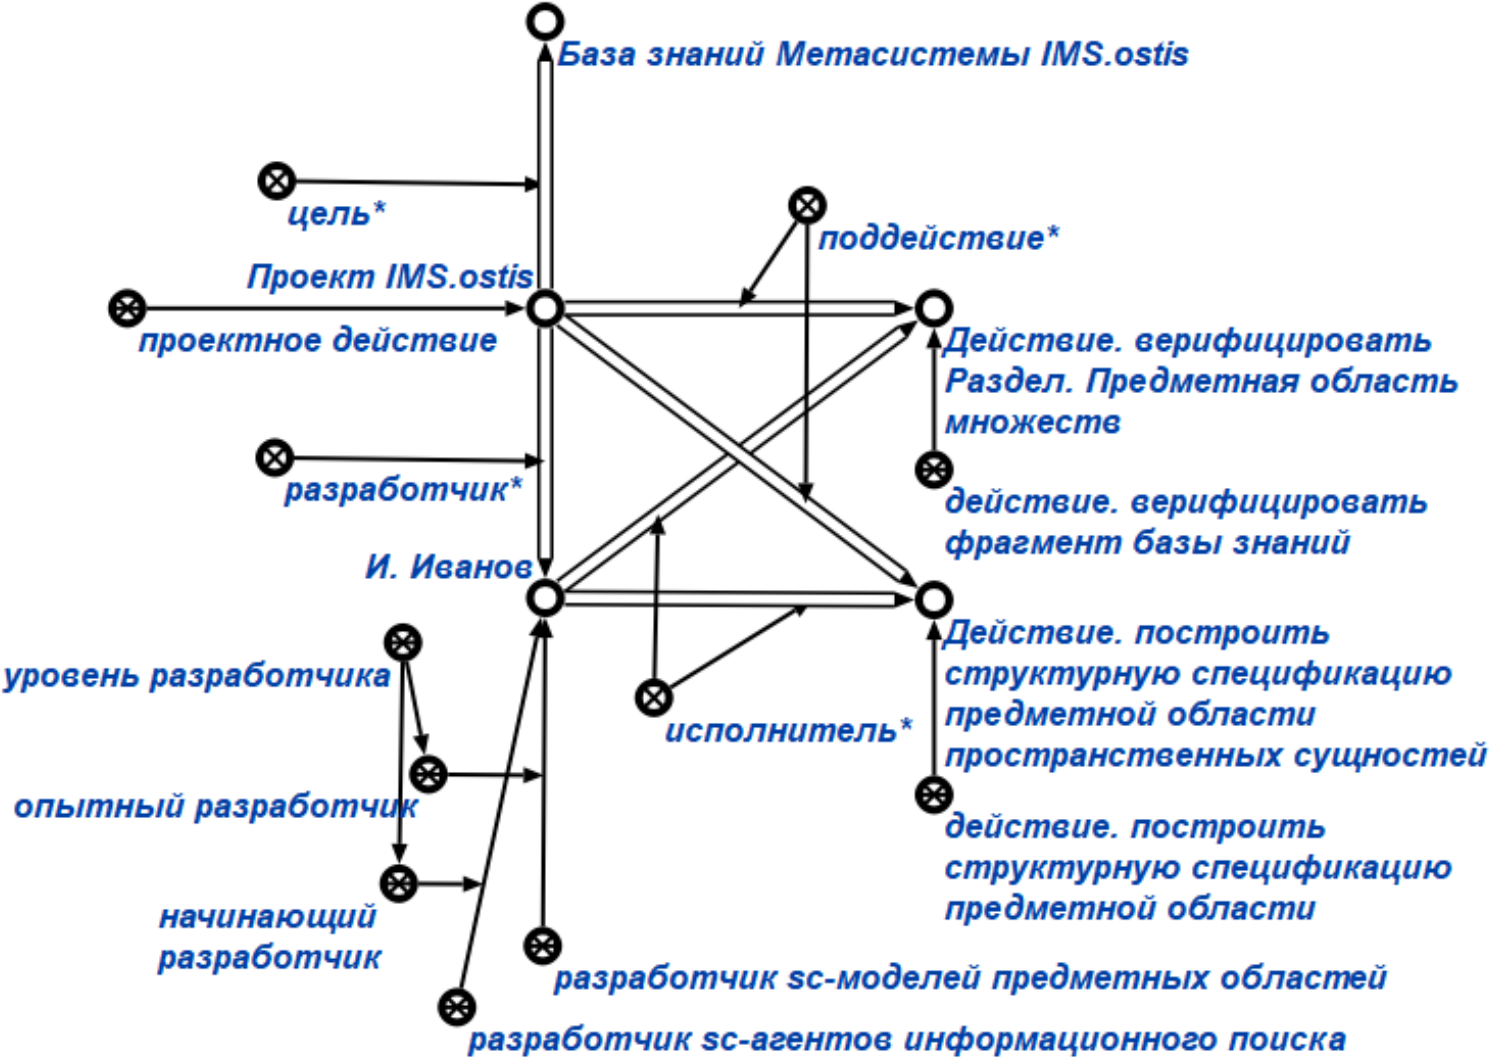 База знаний Метасистемы IMS.ostis
цель*
поддействие*
Проект IMS.ostis
проектное действие
Действие. верифицировать
Раздел. Предметная область
множеств
разработчик*
действие. верифицировать
фрагмент базы знаний
И. Иванов
Действие. построить
структурную спецификацию
предметной области
пространственных сущностей
уровень разработчика
исполнитель*
опытный разработчик
действие. построить
структурную спецификацию
предметной области
начинающий
разработчик
разработчик sc-моделей предметных областей
разработчик sc-агентов информационного поиска